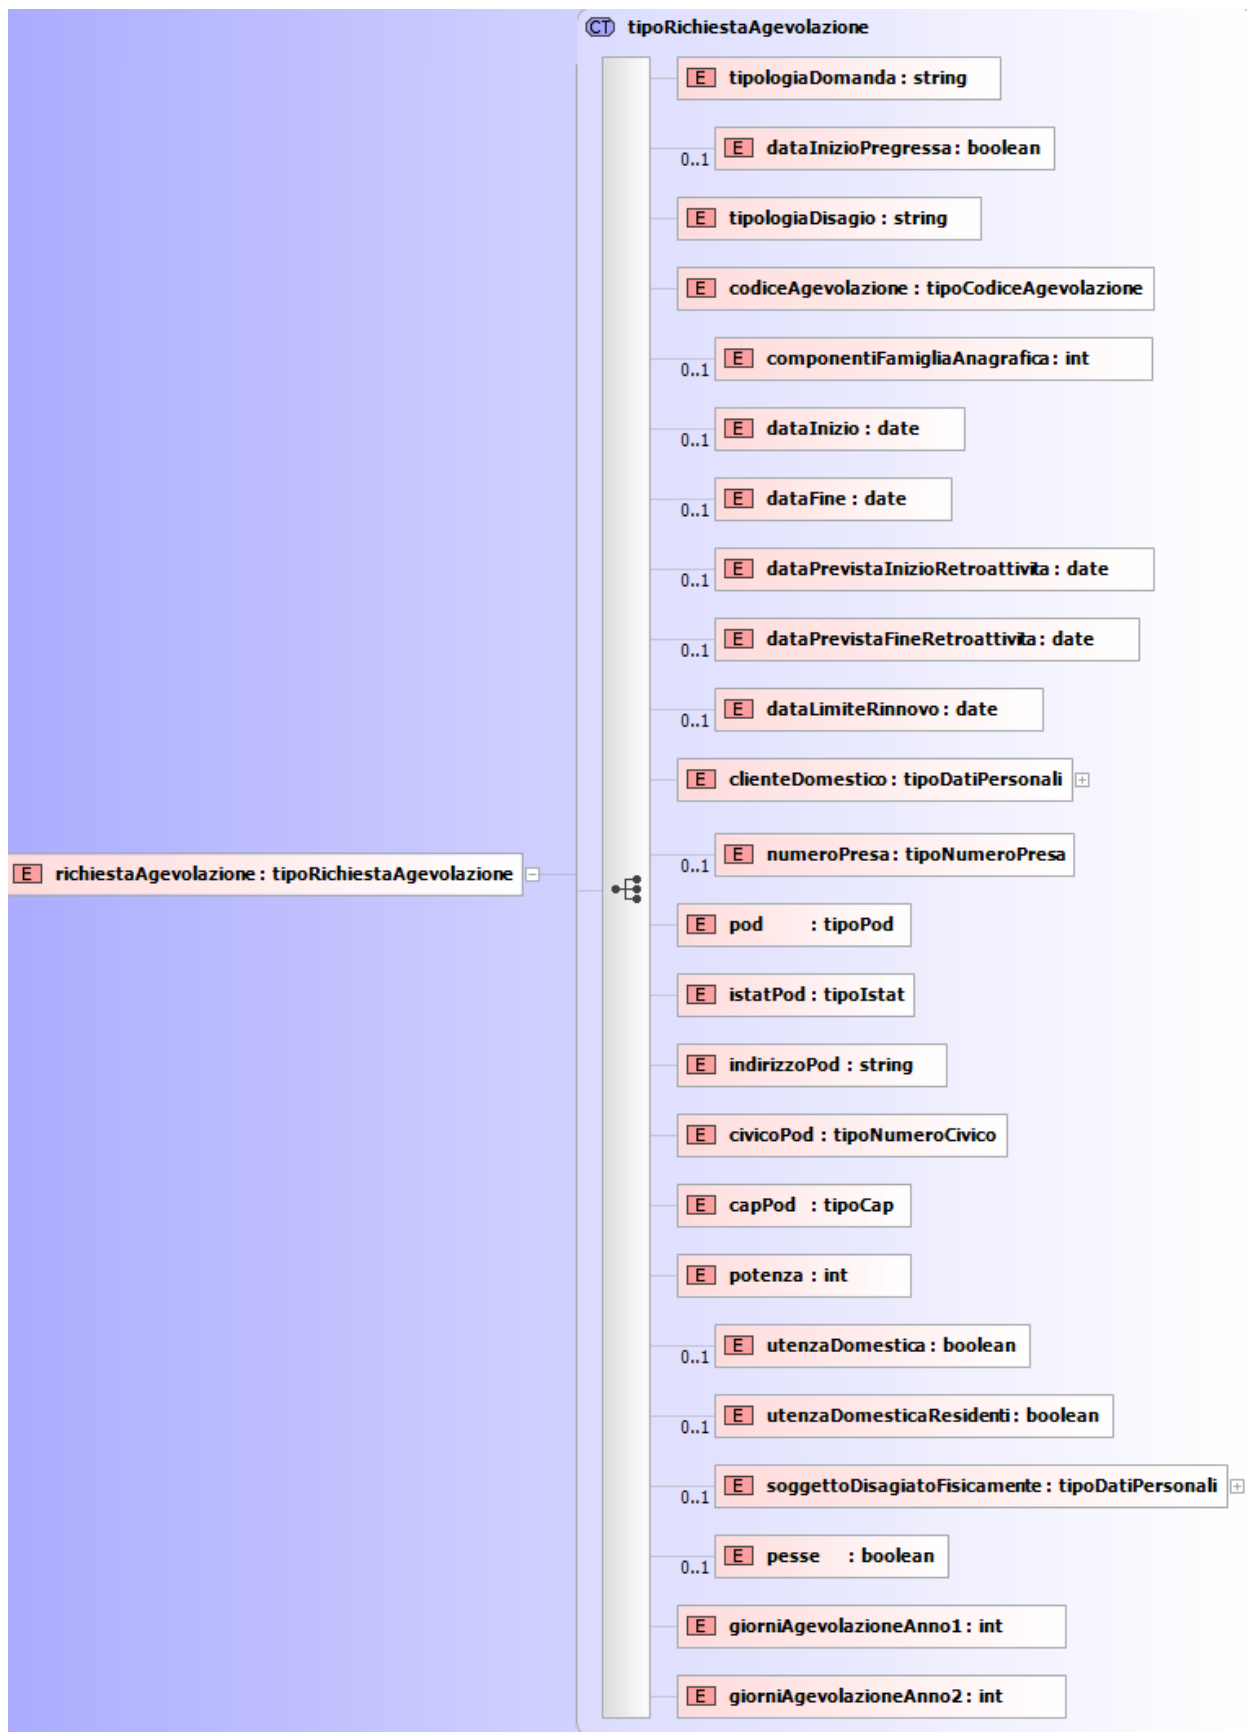 CT tipoRichiestaAgevolazione
E tipologiaDomanda : string
0..1 E dataInizioPregressa : boolean
E tipologiaDisagio : string
E codiceAgevolazione : tipoCodiceAgevolazione
0..1 E componentiFamigliaAnagrafica : int
0..1 E dataInizio : date
0..1 E dataFine : date
0..1 E dataPrevistaInizioRetroattivita : date
0..1 E dataPrevistaFineRetroattivita : date
0..1 E dataLimiteRinnovo : date
E clienteDomestico : tipoDatiPersonali
0..1 E numeroPresa : tipoNumeroPresa
E richiestaAgevolazione : tipoRichiestaAgevolazione
E pod : tipoPod
E istatPod : tipoIstat
E indirizzoPod : string
E civicoPod : tipoNumeroCivico
E capPod : tipoCap
E potenza : int
0..1 E utenzaDomestica : boolean
0..1 E utenzaDomesticaResidenti : boolean
0..1 E soggettoDisagiatoFisicamente : tipoDatiPersonali
0..1 E pesse : boolean
E giorniAgevolazioneAnno1 : int
E giorniAgevolazioneAnno2 : int